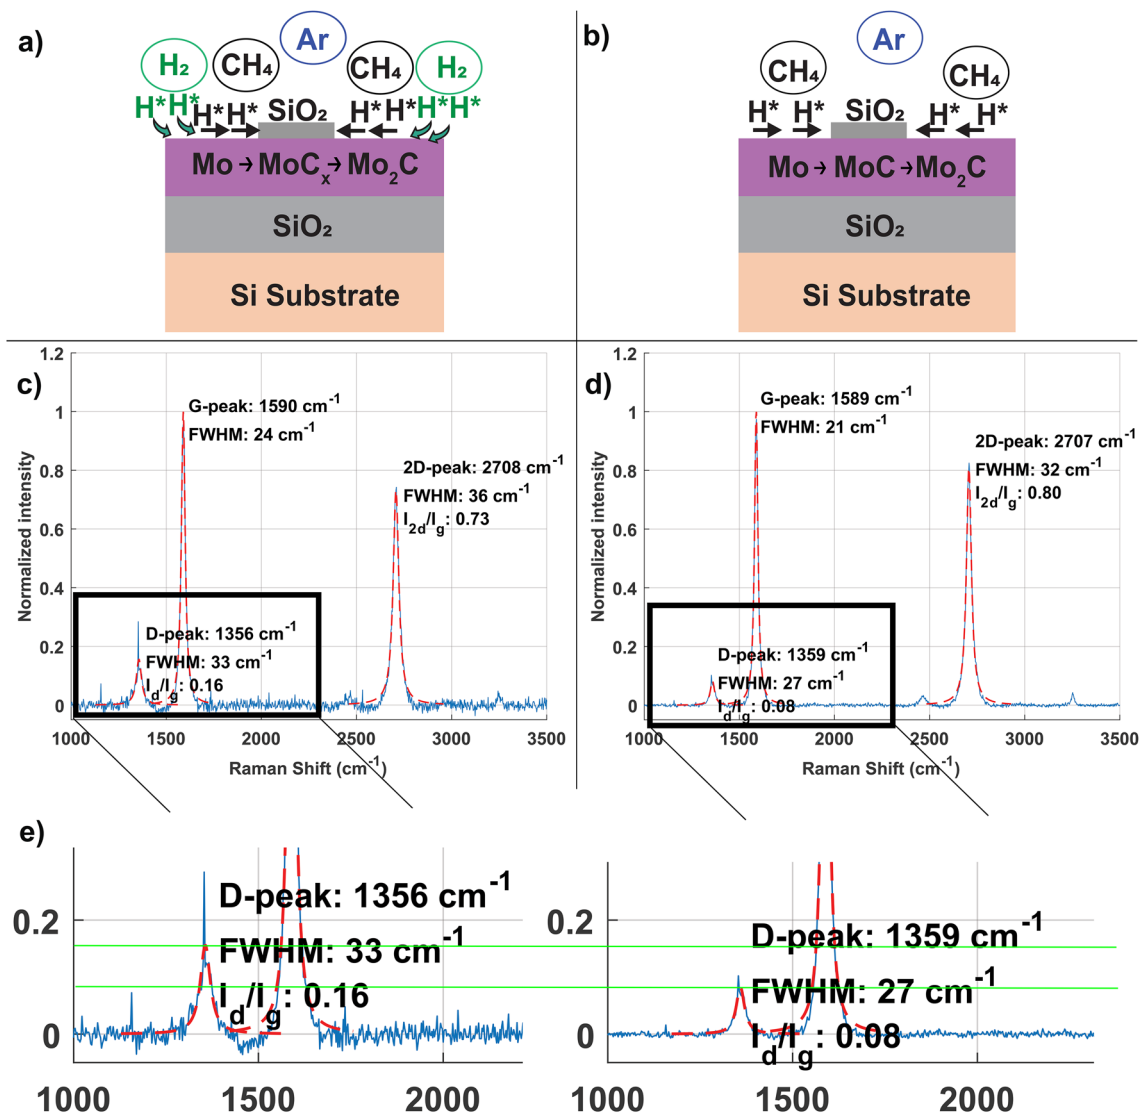 a)
Ar
H₂ CH₄ CH₄ H₂
H* H* H* H* SiO₂ H* H* H* H*
Mo → MoCₓ → Mo₂C
SiO₂
Si Substrate
b)
Ar
CH₄ CH₄
H* H* SiO₂ H* H*
Mo → MoC → Mo₂C
SiO₂
Si Substrate
c)
Normalized intensity
1.2
1
0.8
0.6
0.4
0.2
0
G-peak: 1590 cm⁻¹
FWHM: 24 cm⁻¹
2D-peak: 2708 cm⁻¹
FWHM: 36 cm⁻¹
I₂d/Ig: 0.73
D-peak: 1356 cm⁻¹
FWHM: 33 cm⁻¹
Id/Ig: 0.16
1000 1500 2000 2500 3000 3500
Raman Shift (cm⁻¹)
d)
Normalized intensity
1.2
1
0.8
0.6
0.4
0.2
0
G-peak: 1589 cm⁻¹
FWHM: 21 cm⁻¹
2D-peak: 2707 cm⁻¹
FWHM: 32 cm⁻¹
I₂d/Ig: 0.80
D-peak: 1359 cm⁻¹
FWHM: 27 cm⁻¹
Id/Ig: 0.08
1000 1500 2000 2500 3000 3500
Raman Shift (cm⁻¹)
e)
0.2
0
D-peak: 1356 cm⁻¹
FWHM: 33 cm⁻¹
Id/Ig: 0.16
1000 1500 2000
0.2
0
D-peak: 1359 cm⁻¹
FWHM: 27 cm⁻¹
Id/Ig: 0.08
1000 1500 2000